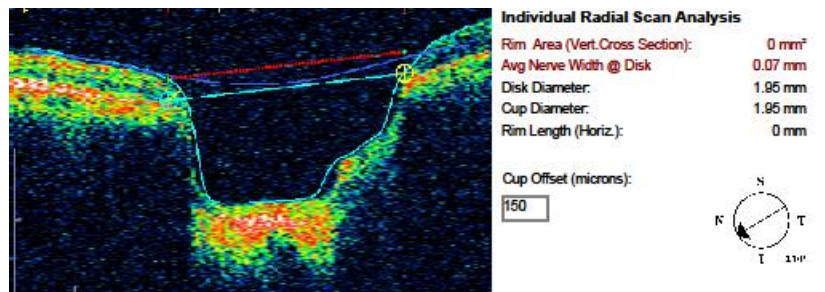 Individual Radial Scan Analysis
Rim Area (Vert.Cross Section): 0 mm²
Avg Nerve Width @ Disk 0.07 mm
Disk Diameter: 1.95 mm
Cup Diameter: 1.95 mm
Rim Length (Horiz.): 0 mm
Cup Offset (microns):
150
S
N T
I